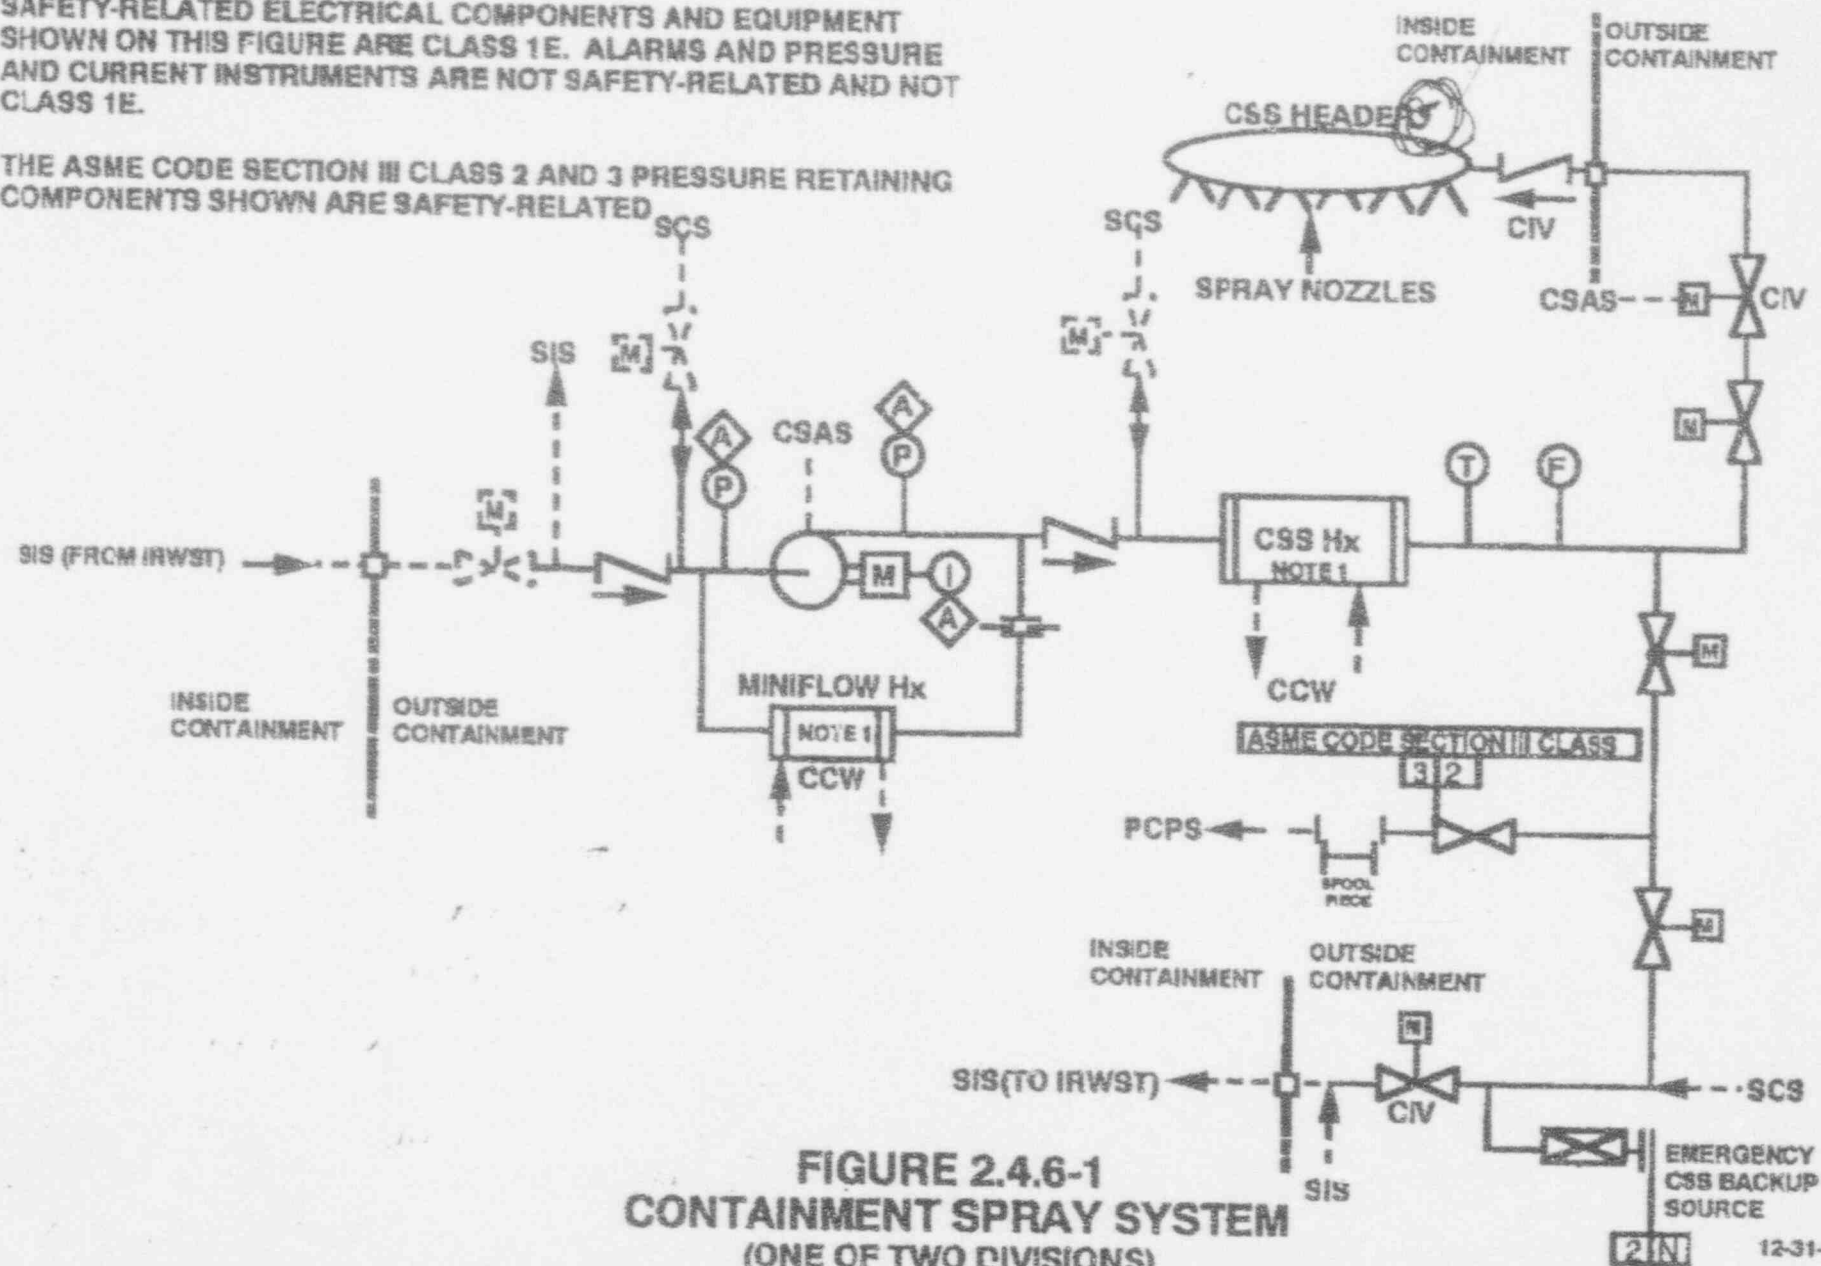 SAFETY-RELATED ELECTRICAL COMPONENTS AND EQUIPMENT
SHOWN ON THIS FIGURE ARE CLASS 1E. ALARMS AND PRESSURE
AND CURRENT INSTRUMENTS ARE NOT SAFETY-RELATED AND NOT
CLASS 1E.
THE ASME CODE SECTION III CLASS 2 AND 3 PRESSURE RETAINING
COMPONENTS SHOWN ARE SAFETY-RELATED
INSIDE
CONTAINMENT
OUTSIDE
CONTAINMENT
CSS HEADER
CIV
SPRAY NOZZLES
CSAS
M
CIV
M
SCS
M
SCS
M
SIS
A
P
CSAS
A
P
T
F
M
SIS (FROM IRWST)
M
I
A
CSS Hx
NOTE 1
CCW
M
INSIDE
CONTAINMENT
OUTSIDE
CONTAINMENT
MINIFLOW Hx
NOTE 1
CCW
ASME CODE SECTION III CLASS
3 2
PCPS
SPOOL
PIECE
M
INSIDE
CONTAINMENT
OUTSIDE
CONTAINMENT
M
SIS(TO IRWST)
CIV
SCS
SIS
EMERGENCY
CSS BACKUP
SOURCE
2 N
FIGURE 2.4.6-1
CONTAINMENT SPRAY SYSTEM
(ONE OF TWO DIVISIONS)
12-31-